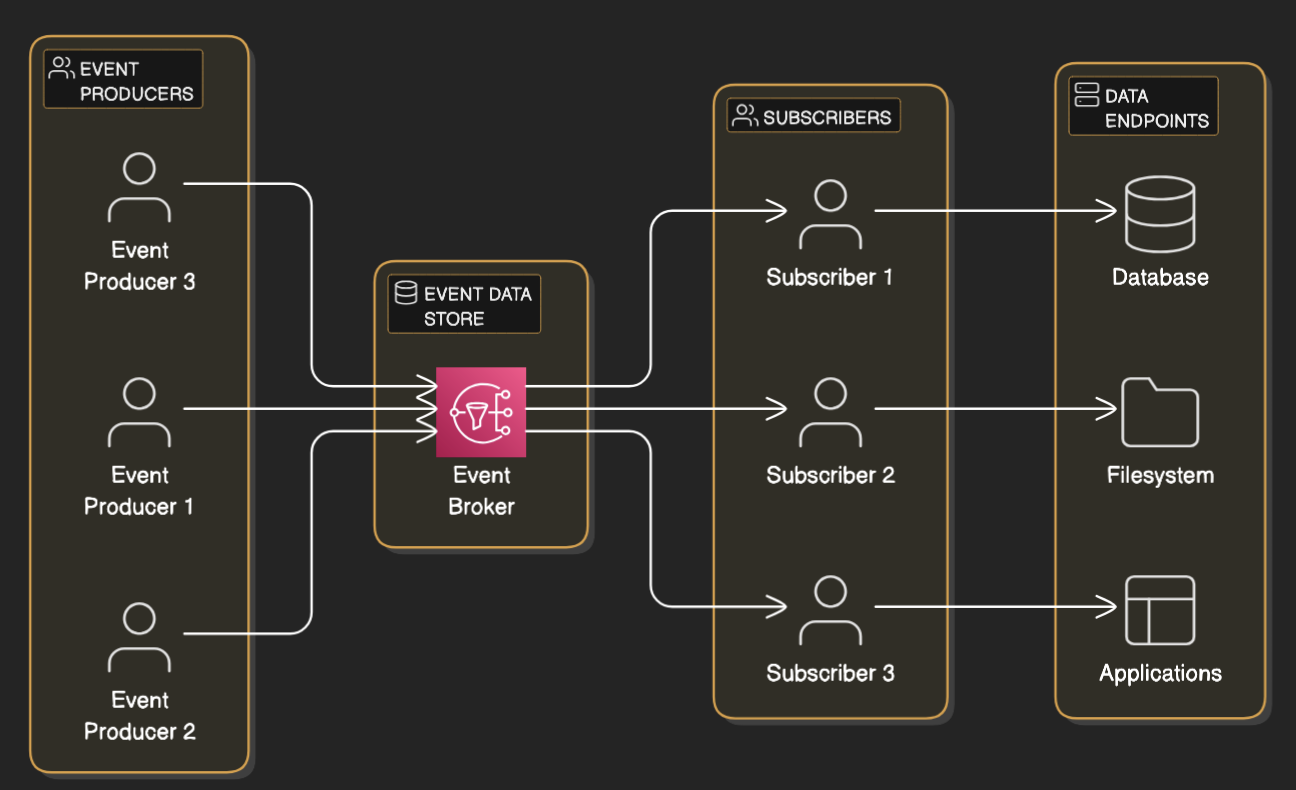 EVENT
PRODUCERS
Event
Producer 3
Event
Producer 1
Event
Producer 2
EVENT DATA
STORE
Event
Broker
SUBSCRIBERS
Subscriber 1
Subscriber 2
Subscriber 3
DATA
ENDPOINTS
Database
Filesystem
Applications